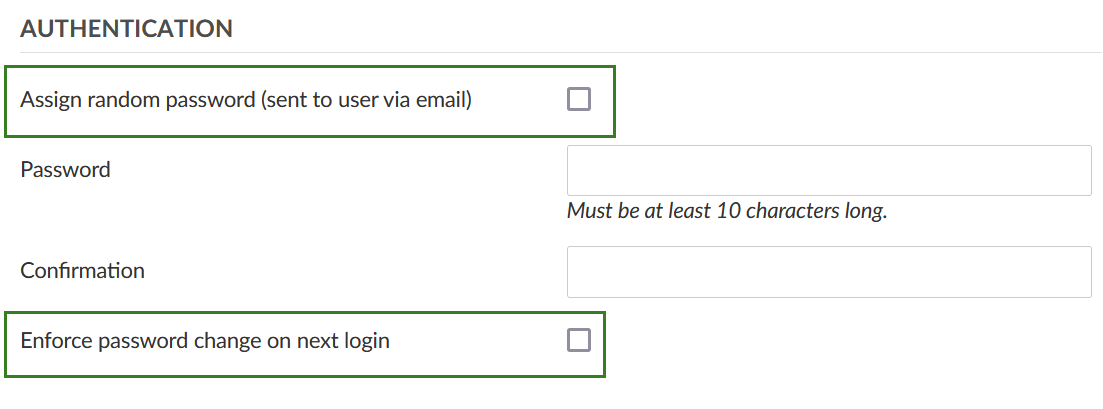 AUTHENTICATION
Assign random password (sent to user via email)
Password
Must be at least 10 characters long.
Confirmation
Enforce password change on next login